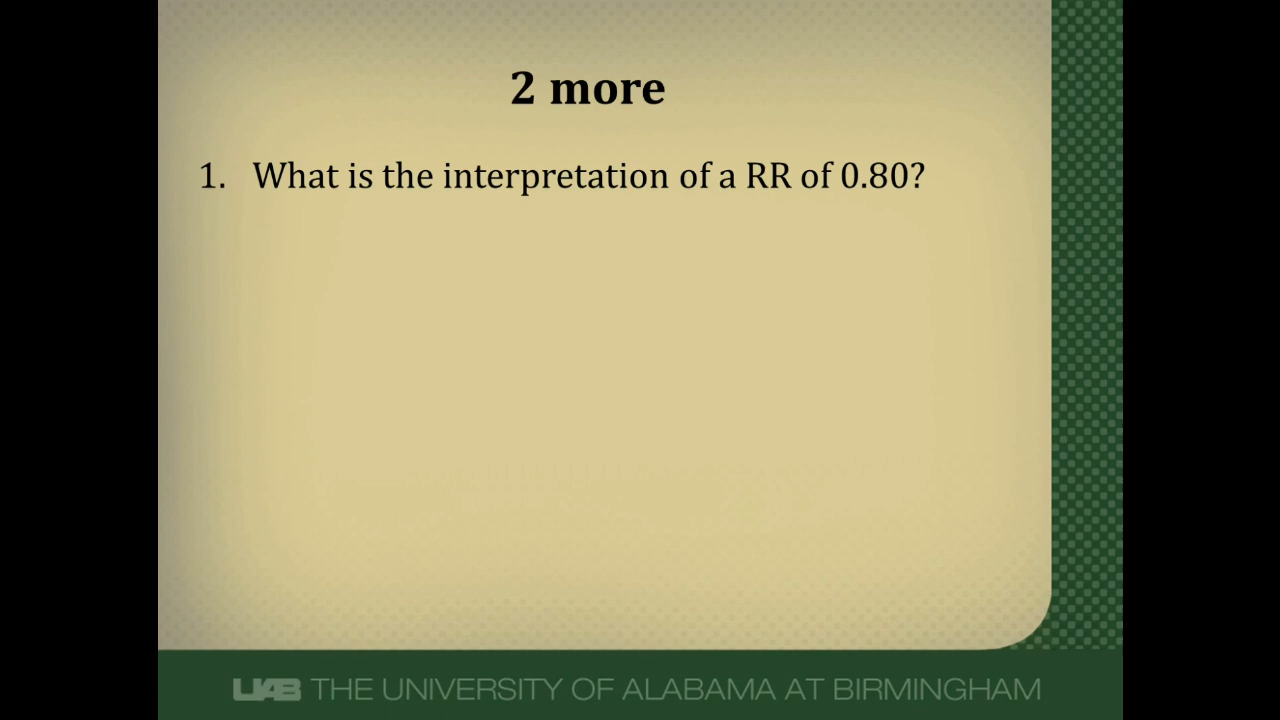 2 more
1. What is the interpretation of a RR of 0.80?
UAB THE UNIVERSITY OF ALABAMA AT BIRMINGHAM